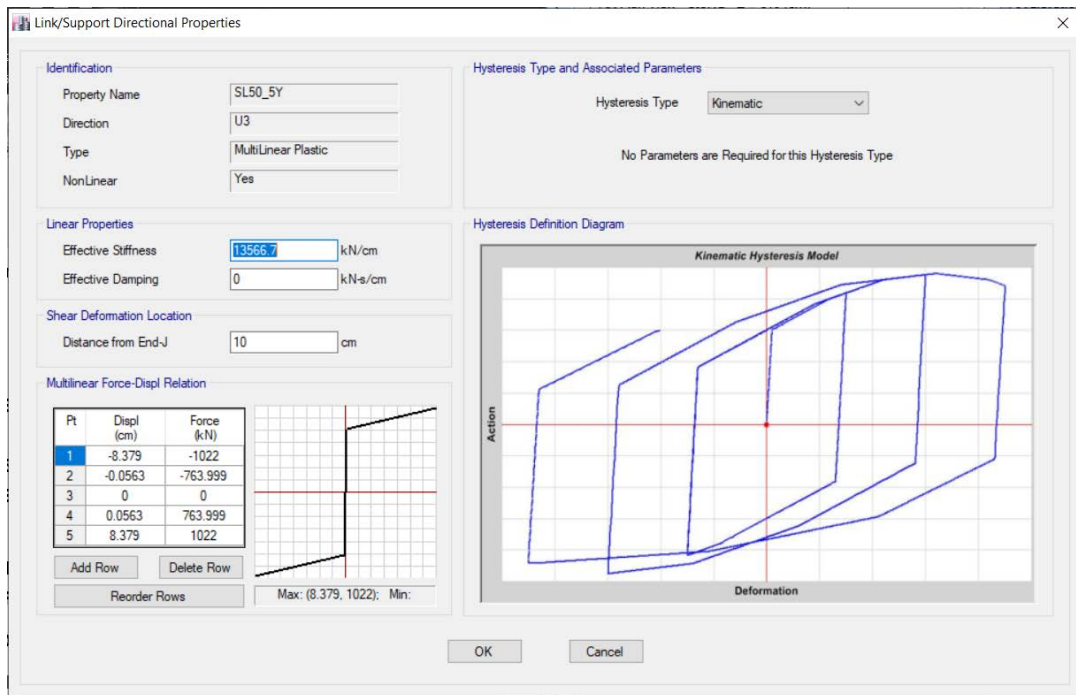 Link/Support Directional Properties
Identification
Property Name SL50_5Y
Direction U3
Type MultiLinear Plastic
NonLinear Yes
Linear Properties
Effective Stiffness 13566.7 kN/cm
Effective Damping 0 kN-s/cm
Shear Deformation Location
Distance from End-J 10 cm
Multilinear Force-Displ Relation
Pt Displ (cm) Force (kN)
1 -8.379 -1022
2 -0.0563 -763.999
3 0 0
4 0.0563 763.999
5 8.379 1022
Add Row Delete Row
Reorder Rows
Max: (8.379, 1022); Min:
Hysteresis Type and Associated Parameters
Hysteresis Type Kinematic
No Parameters are Required for this Hysteresis Type
Hysteresis Definition Diagram
Kinematic Hysteresis Model
Action
Deformation
OK Cancel